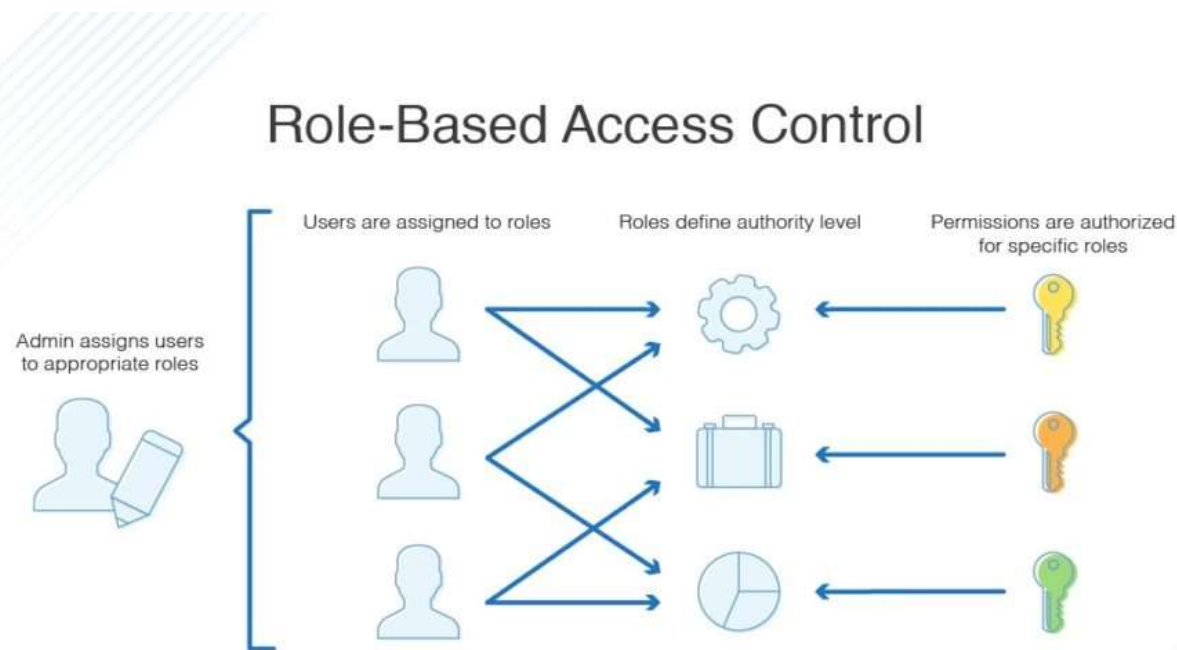 Role-Based Access Control
Users are assigned to roles
Roles define authority level
Permissions are authorized
for specific roles
Admin assigns users
to appropriate roles